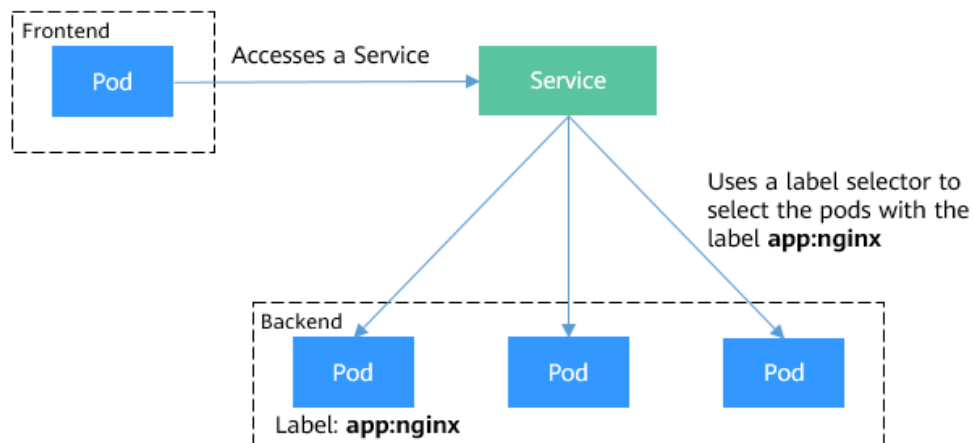 Frontend
Pod
Accesses a Service
Service
Uses a label selector to
select the pods with the
label app:nginx
Backend
Pod
Pod
Pod
Label: app:nginx